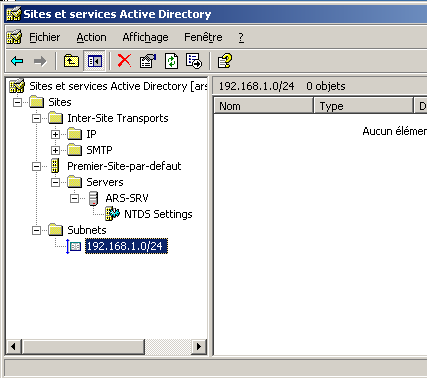 Sites et services Active Directory
Fichier Action Affichage Fenêtre ?
Sites et services Active Directory [ars
Sites
Inter-Site Transports
IP
SMTP
Premier-Site-par-defaut
Servers
ARS-SRV
NTDS Settings
Subnets
192.168.1.0/24
192.168.1.0/24 0 objets
Nom Type D
Aucun éléme